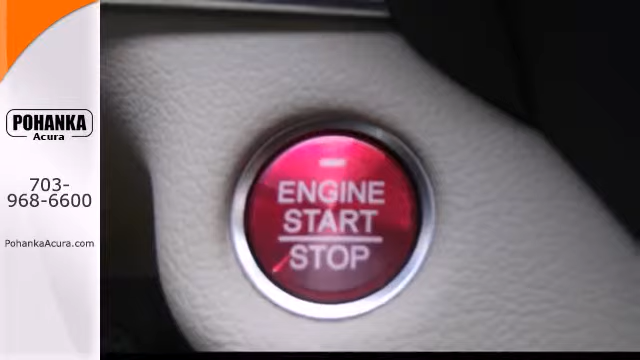 POHANKA
Acura
703-
968-6600
PohankaAcura.com
ENGINE
START
STOP